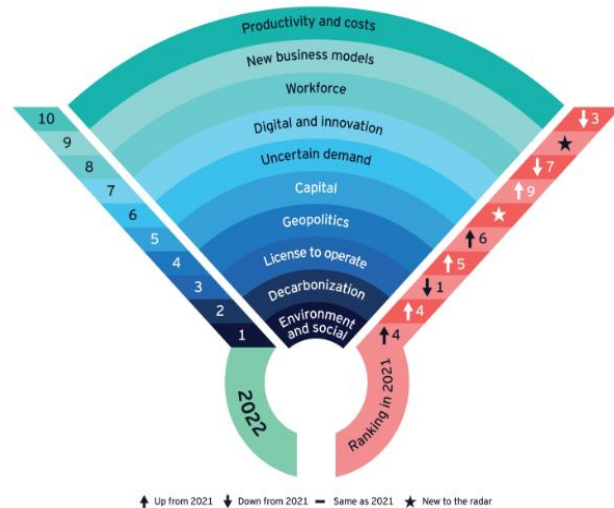 Productivity and costs
New business models
Workforce
Digital and innovation
Uncertain demand
Capital
Geopolitics
License to operate
Decarbonization
Environment
and social
10
9
8
7
6
5
4
3
2
1
↓3
★
↓7
↑9
★
↑6
↑5
↓1
↑4
↑4
2022
Ranking in 2021
↑ Up from 2021 ↓ Down from 2021 — Same as 2021 ★ New to the radar